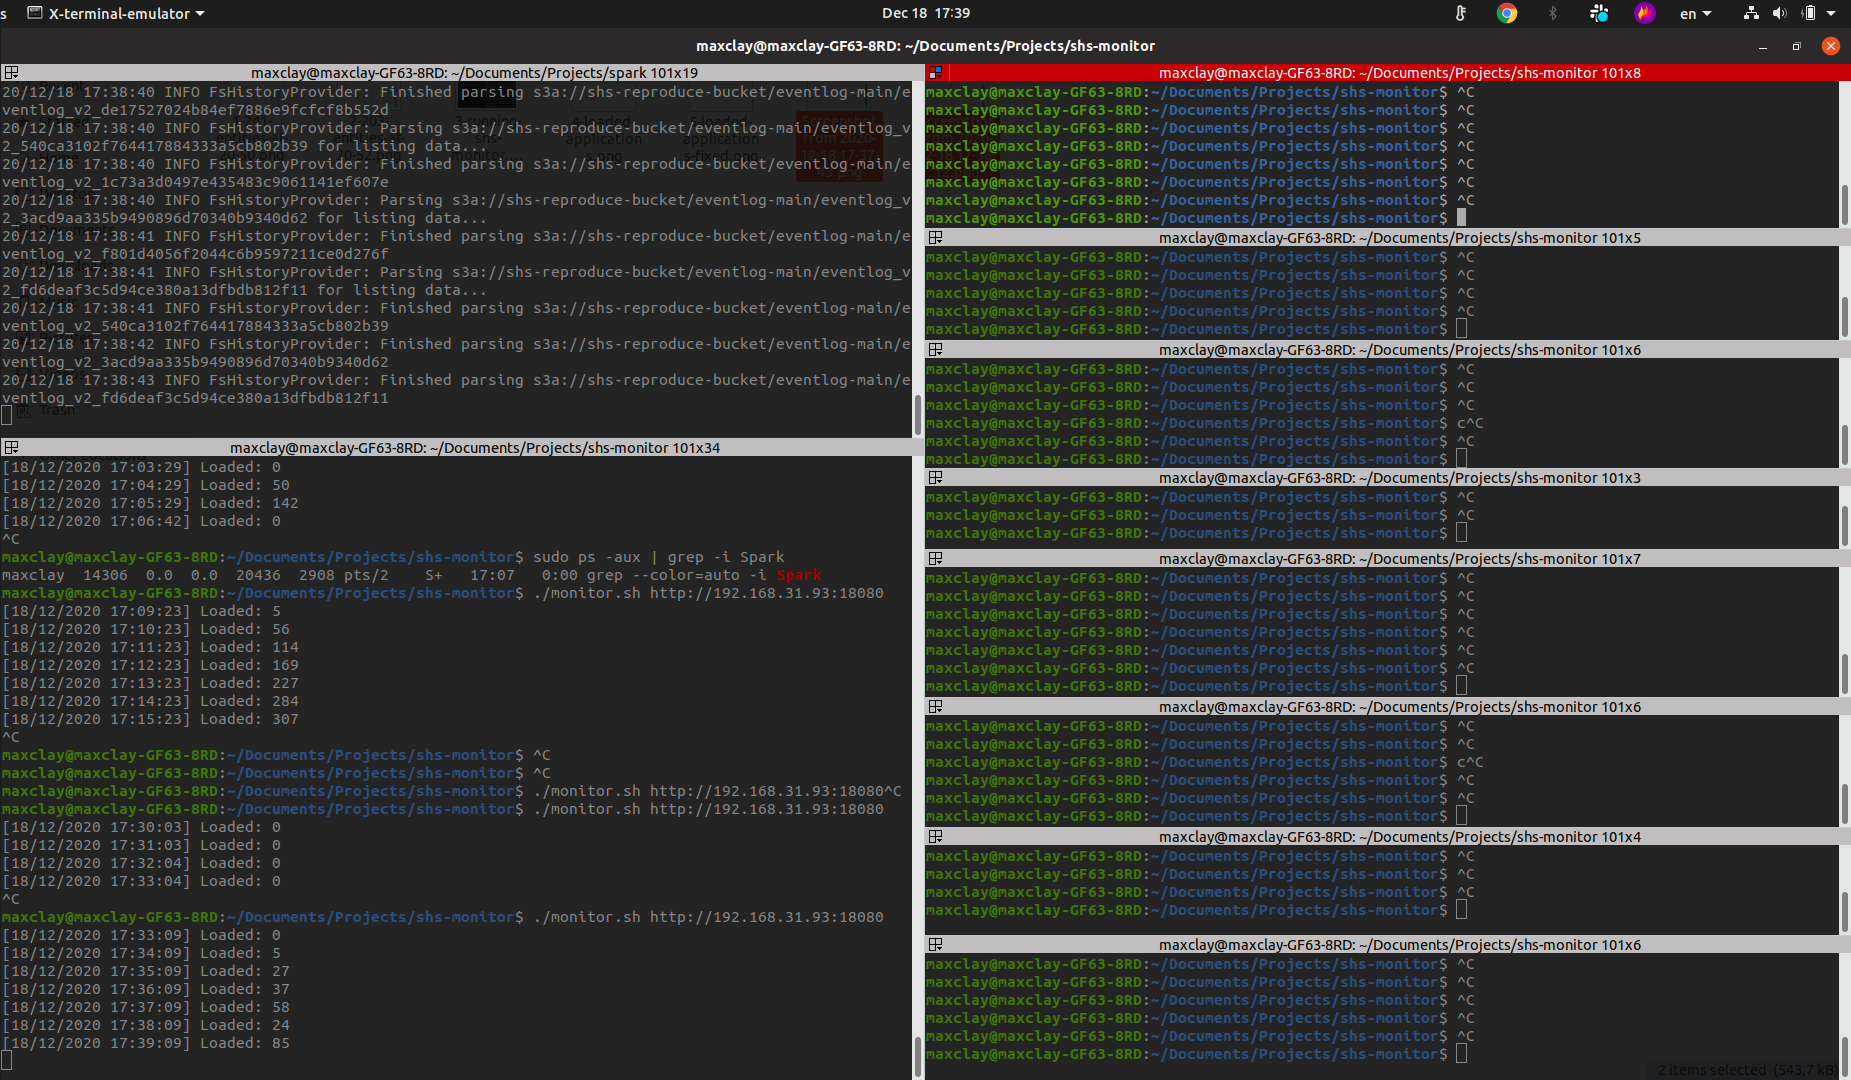 s X-terminal-emulator Dec 18 17:39 en
maxclay@maxclay-GF63-8RD: ~/Documents/Projects/shs-monitor
maxclay@maxclay-GF63-8RD: ~/Documents/Projects/spark 101x19
20/12/18 17:38:40 INFO FsHistoryProvider: Finished parsing s3a://shs-reproduce-bucket/eventlog-main/e
ventlog_v2_de17527024b84ef7886e9fcfcf8b552d
20/12/18 17:38:40 INFO FsHistoryProvider: Parsing s3a://shs-reproduce-bucket/eventlog-main/eventlog_v
2_540ca3102f764417884333a5cb802b39 for listing data...
20/12/18 17:38:40 INFO FsHistoryProvider: Finished parsing s3a://shs-reproduce-bucket/eventlog-main/e
ventlog_v2_1c73a3d0497e435483c9061141ef607e
20/12/18 17:38:40 INFO FsHistoryProvider: Parsing s3a://shs-reproduce-bucket/eventlog-main/eventlog_v
2_3acd9aa335b9490896d70340b9340d62 for listing data...
20/12/18 17:38:41 INFO FsHistoryProvider: Finished parsing s3a://shs-reproduce-bucket/eventlog-main/e
ventlog_v2_f801d4056f2044c6b9597211ce0d276f
20/12/18 17:38:41 INFO FsHistoryProvider: Parsing s3a://shs-reproduce-bucket/eventlog-main/eventlog_v
2_fd6deaf3c5d94ce380a13dfbdb812f11 for listing data...
20/12/18 17:38:41 INFO FsHistoryProvider: Finished parsing s3a://shs-reproduce-bucket/eventlog-main/e
ventlog_v2_540ca3102f764417884333a5cb802b39
20/12/18 17:38:42 INFO FsHistoryProvider: Finished parsing s3a://shs-reproduce-bucket/eventlog-main/e
ventlog_v2_3acd9aa335b9490896d70340b9340d62
20/12/18 17:38:43 INFO FsHistoryProvider: Finished parsing s3a://shs-reproduce-bucket/eventlog-main/e
ventlog_v2_fd6deaf3c5d94ce380a13dfbdb812f11
Trash
maxclay@maxclay-GF63-8RD: ~/Documents/Projects/shs-monitor 101x34
[18/12/2020 17:03:29] Loaded: 0
[18/12/2020 17:04:29] Loaded: 50
[18/12/2020 17:05:29] Loaded: 142
[18/12/2020 17:06:42] Loaded: 0
^C
maxclay@maxclay-GF63-8RD:~/Documents/Projects/shs-monitor$ sudo ps -aux | grep -i Spark
maxclay  14306  0.0  0.0  20436  2908 pts/2    S+   17:07   0:00 grep --color=auto -i Spark
maxclay@maxclay-GF63-8RD:~/Documents/Projects/shs-monitor$ ./monitor.sh http://192.168.31.93:18080
[18/12/2020 17:09:23] Loaded: 5
[18/12/2020 17:10:23] Loaded: 56
[18/12/2020 17:11:23] Loaded: 114
[18/12/2020 17:12:23] Loaded: 169
[18/12/2020 17:13:23] Loaded: 227
[18/12/2020 17:14:23] Loaded: 284
[18/12/2020 17:15:23] Loaded: 307
^C
maxclay@maxclay-GF63-8RD:~/Documents/Projects/shs-monitor$ ^C
maxclay@maxclay-GF63-8RD:~/Documents/Projects/shs-monitor$ ^C
maxclay@maxclay-GF63-8RD:~/Documents/Projects/shs-monitor$ ./monitor.sh http://192.168.31.93:18080^C
maxclay@maxclay-GF63-8RD:~/Documents/Projects/shs-monitor$ ./monitor.sh http://192.168.31.93:18080
[18/12/2020 17:30:03] Loaded: 0
[18/12/2020 17:31:03] Loaded: 0
[18/12/2020 17:32:04] Loaded: 0
[18/12/2020 17:33:04] Loaded: 0
^C
maxclay@maxclay-GF63-8RD:~/Documents/Projects/shs-monitor$ ./monitor.sh http://192.168.31.93:18080
[18/12/2020 17:33:09] Loaded: 0
[18/12/2020 17:34:09] Loaded: 5
[18/12/2020 17:35:09] Loaded: 27
[18/12/2020 17:36:09] Loaded: 37
[18/12/2020 17:37:09] Loaded: 58
[18/12/2020 17:38:09] Loaded: 24
[18/12/2020 17:39:09] Loaded: 85
maxclay@maxclay-GF63-8RD: ~/Documents/Projects/shs-monitor 101x8
maxclay@maxclay-GF63-8RD:~/Documents/Projects/shs-monitor$ ^C
maxclay@maxclay-GF63-8RD:~/Documents/Projects/shs-monitor$ ^C
maxclay@maxclay-GF63-8RD:~/Documents/Projects/shs-monitor$ ^C
maxclay@maxclay-GF63-8RD:~/Documents/Projects/shs-monitor$ ^C
maxclay@maxclay-GF63-8RD:~/Documents/Projects/shs-monitor$ ^C
maxclay@maxclay-GF63-8RD:~/Documents/Projects/shs-monitor$ ^C
maxclay@maxclay-GF63-8RD:~/Documents/Projects/shs-monitor$ ^C
maxclay@maxclay-GF63-8RD:~/Documents/Projects/shs-monitor$
maxclay@maxclay-GF63-8RD: ~/Documents/Projects/shs-monitor 101x5
maxclay@maxclay-GF63-8RD:~/Documents/Projects/shs-monitor$ ^C
maxclay@maxclay-GF63-8RD:~/Documents/Projects/shs-monitor$ ^C
maxclay@maxclay-GF63-8RD:~/Documents/Projects/shs-monitor$ ^C
maxclay@maxclay-GF63-8RD:~/Documents/Projects/shs-monitor$ ^C
maxclay@maxclay-GF63-8RD:~/Documents/Projects/shs-monitor$
maxclay@maxclay-GF63-8RD: ~/Documents/Projects/shs-monitor 101x6
maxclay@maxclay-GF63-8RD:~/Documents/Projects/shs-monitor$ ^C
maxclay@maxclay-GF63-8RD:~/Documents/Projects/shs-monitor$ ^C
maxclay@maxclay-GF63-8RD:~/Documents/Projects/shs-monitor$ ^C
maxclay@maxclay-GF63-8RD:~/Documents/Projects/shs-monitor$ c^C
maxclay@maxclay-GF63-8RD:~/Documents/Projects/shs-monitor$ ^C
maxclay@maxclay-GF63-8RD:~/Documents/Projects/shs-monitor$
maxclay@maxclay-GF63-8RD: ~/Documents/Projects/shs-monitor 101x3
maxclay@maxclay-GF63-8RD:~/Documents/Projects/shs-monitor$ ^C
maxclay@maxclay-GF63-8RD:~/Documents/Projects/shs-monitor$ ^C
maxclay@maxclay-GF63-8RD:~/Documents/Projects/shs-monitor$
maxclay@maxclay-GF63-8RD: ~/Documents/Projects/shs-monitor 101x7
maxclay@maxclay-GF63-8RD:~/Documents/Projects/shs-monitor$ ^C
maxclay@maxclay-GF63-8RD:~/Documents/Projects/shs-monitor$ ^C
maxclay@maxclay-GF63-8RD:~/Documents/Projects/shs-monitor$ ^C
maxclay@maxclay-GF63-8RD:~/Documents/Projects/shs-monitor$ ^C
maxclay@maxclay-GF63-8RD:~/Documents/Projects/shs-monitor$ ^C
maxclay@maxclay-GF63-8RD:~/Documents/Projects/shs-monitor$ ^C
maxclay@maxclay-GF63-8RD:~/Documents/Projects/shs-monitor$
maxclay@maxclay-GF63-8RD: ~/Documents/Projects/shs-monitor 101x6
maxclay@maxclay-GF63-8RD:~/Documents/Projects/shs-monitor$ ^C
maxclay@maxclay-GF63-8RD:~/Documents/Projects/shs-monitor$ ^C
maxclay@maxclay-GF63-8RD:~/Documents/Projects/shs-monitor$ c^C
maxclay@maxclay-GF63-8RD:~/Documents/Projects/shs-monitor$ ^C
maxclay@maxclay-GF63-8RD:~/Documents/Projects/shs-monitor$ ^C
maxclay@maxclay-GF63-8RD:~/Documents/Projects/shs-monitor$
maxclay@maxclay-GF63-8RD: ~/Documents/Projects/shs-monitor 101x4
maxclay@maxclay-GF63-8RD:~/Documents/Projects/shs-monitor$ ^C
maxclay@maxclay-GF63-8RD:~/Documents/Projects/shs-monitor$ ^C
maxclay@maxclay-GF63-8RD:~/Documents/Projects/shs-monitor$ ^C
maxclay@maxclay-GF63-8RD:~/Documents/Projects/shs-monitor$
maxclay@maxclay-GF63-8RD: ~/Documents/Projects/shs-monitor 101x6
maxclay@maxclay-GF63-8RD:~/Documents/Projects/shs-monitor$ ^C
maxclay@maxclay-GF63-8RD:~/Documents/Projects/shs-monitor$ ^C
maxclay@maxclay-GF63-8RD:~/Documents/Projects/shs-monitor$ ^C
maxclay@maxclay-GF63-8RD:~/Documents/Projects/shs-monitor$ ^C
maxclay@maxclay-GF63-8RD:~/Documents/Projects/shs-monitor$ ^C
maxclay@maxclay-GF63-8RD:~/Documents/Projects/shs-monitor$
2 items selected (543,7 kB)